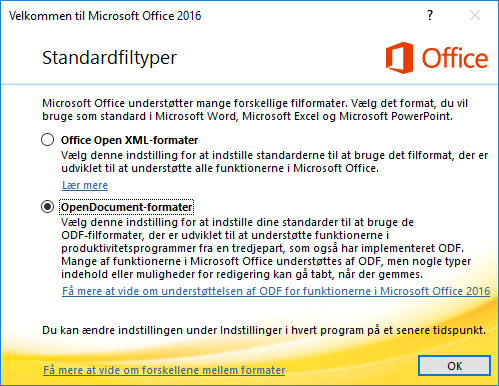 Velkommen til Microsoft Office 2016
?
Standardfiltyper
Office
Microsoft Office understøtter mange forskellige filformater. Vælg det format, du vil
bruge som standard i Microsoft Word, Microsoft Excel og Microsoft PowerPoint.
Office Open XML-formater
Vælg denne indstilling for at indstille standarderne til at bruge det filformat, der er
udviklet til at understøtte alle funktionerne i Microsoft Office.
Lær mere
OpenDocument-formater
Vælg denne indstilling for at indstille dine standarder til at bruge de
ODF-filformater, der er udviklet til at understøtte funktionerne i
produktivitetsprogrammer fra en tredjepart, som også har implementeret ODF.
Mange af funktionerne i Microsoft Office understøttes af ODF, men nogle typer
indehold eller muligheder for redigering kan gå tabt, når der gemmes.
Få mere at vide om understøttelsen af ODF for funktionerne i Microsoft Office 2016
Du kan ændre indstillingen under Indstillinger i hvert program på et senere tidspunkt.
Få mere at vide om forskellene mellem formater
OK